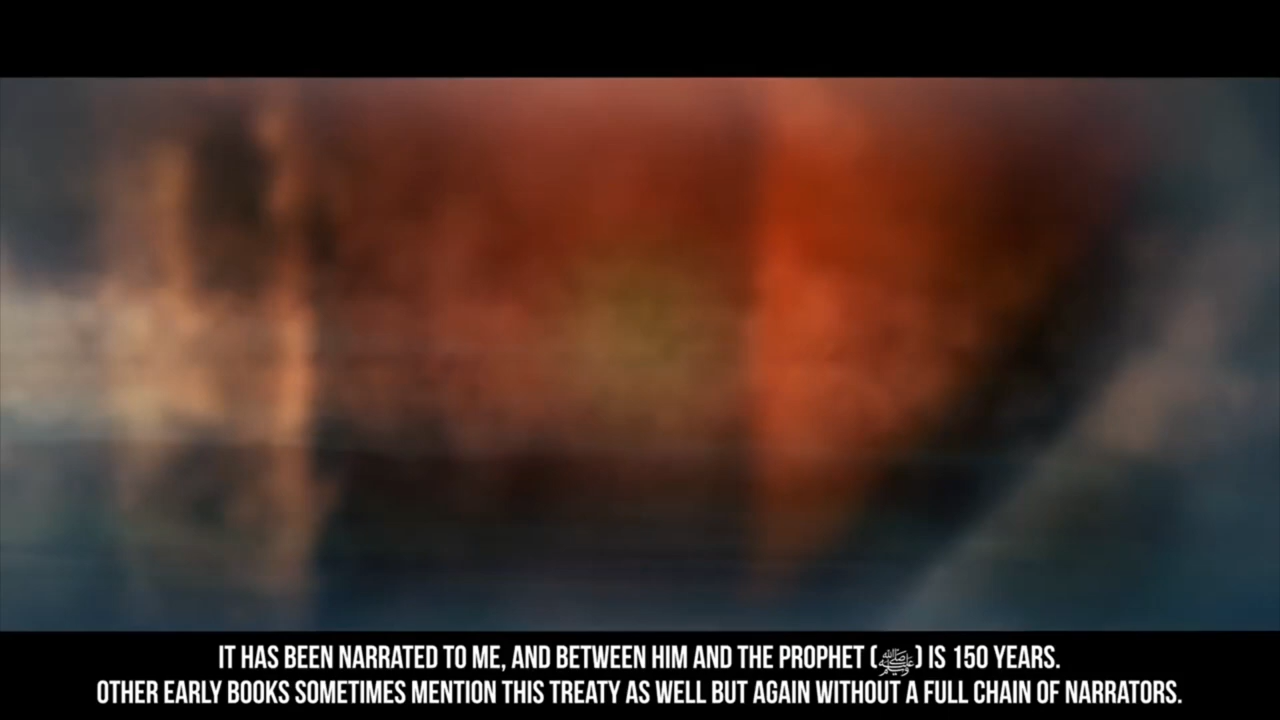 IT HAS BEEN NARRATED TO ME, AND BETWEEN HIM AND THE PROPHET (ﷺ) IS 150 YEARS.
OTHER EARLY BOOKS SOMETIMES MENTION THIS TREATY AS WELL BUT AGAIN WITHOUT A FULL CHAIN OF NARRATORS.